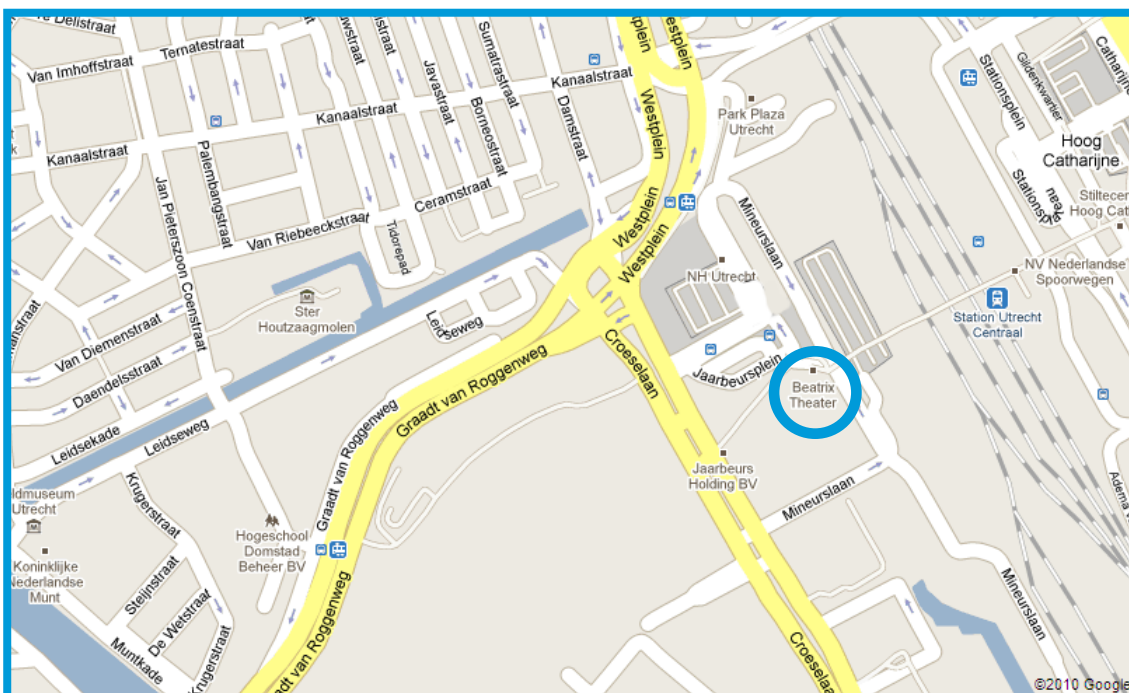 Delistraat
Ternatestraat
Van Imhoffstraat
Kanaalstraat
Kanaalstraat
Kanaalstraat
Palembangstraat
Jan Pieterszoon Coenstraat
Javastraat
Sumatrastraat
Borneostraat
Damstraat
Ceramstraat
Van Riebeeckstraat
Tidorepad
Westplein
Westplein
Westplein
Westplein
Westplein
Park Plaza
Utrecht
Mineurslaan
NH Utrecht
Stationsplein
Gildenkwartier
Hoog
Catharijne
Stationsplein
NV Nederlandse
Spoorwegen
Station Utrecht
Centraal
Ster
Houtzaagmolen
Van Diemenstraat
Daendelsstraat
Leidseweg
Leidsekade
Leidseweg
Graadt van Roggenweg
Graadt van Roggenweg
Graadt van Roggenweg
Croeselaan
Jaarbeursplein
Beatrix
Theater
Jaarbeurs
Holding BV
Mineurslaan
Mineurslaan
Croeselaan
Krugerstraat
Utrecht
Koninklijke
Nederlandse
Munt
Hogeschool
Domstad
Beheer BV
Steijnstraat
De Wetstraat
Muntkade
Krugerstraat
©2010 Google